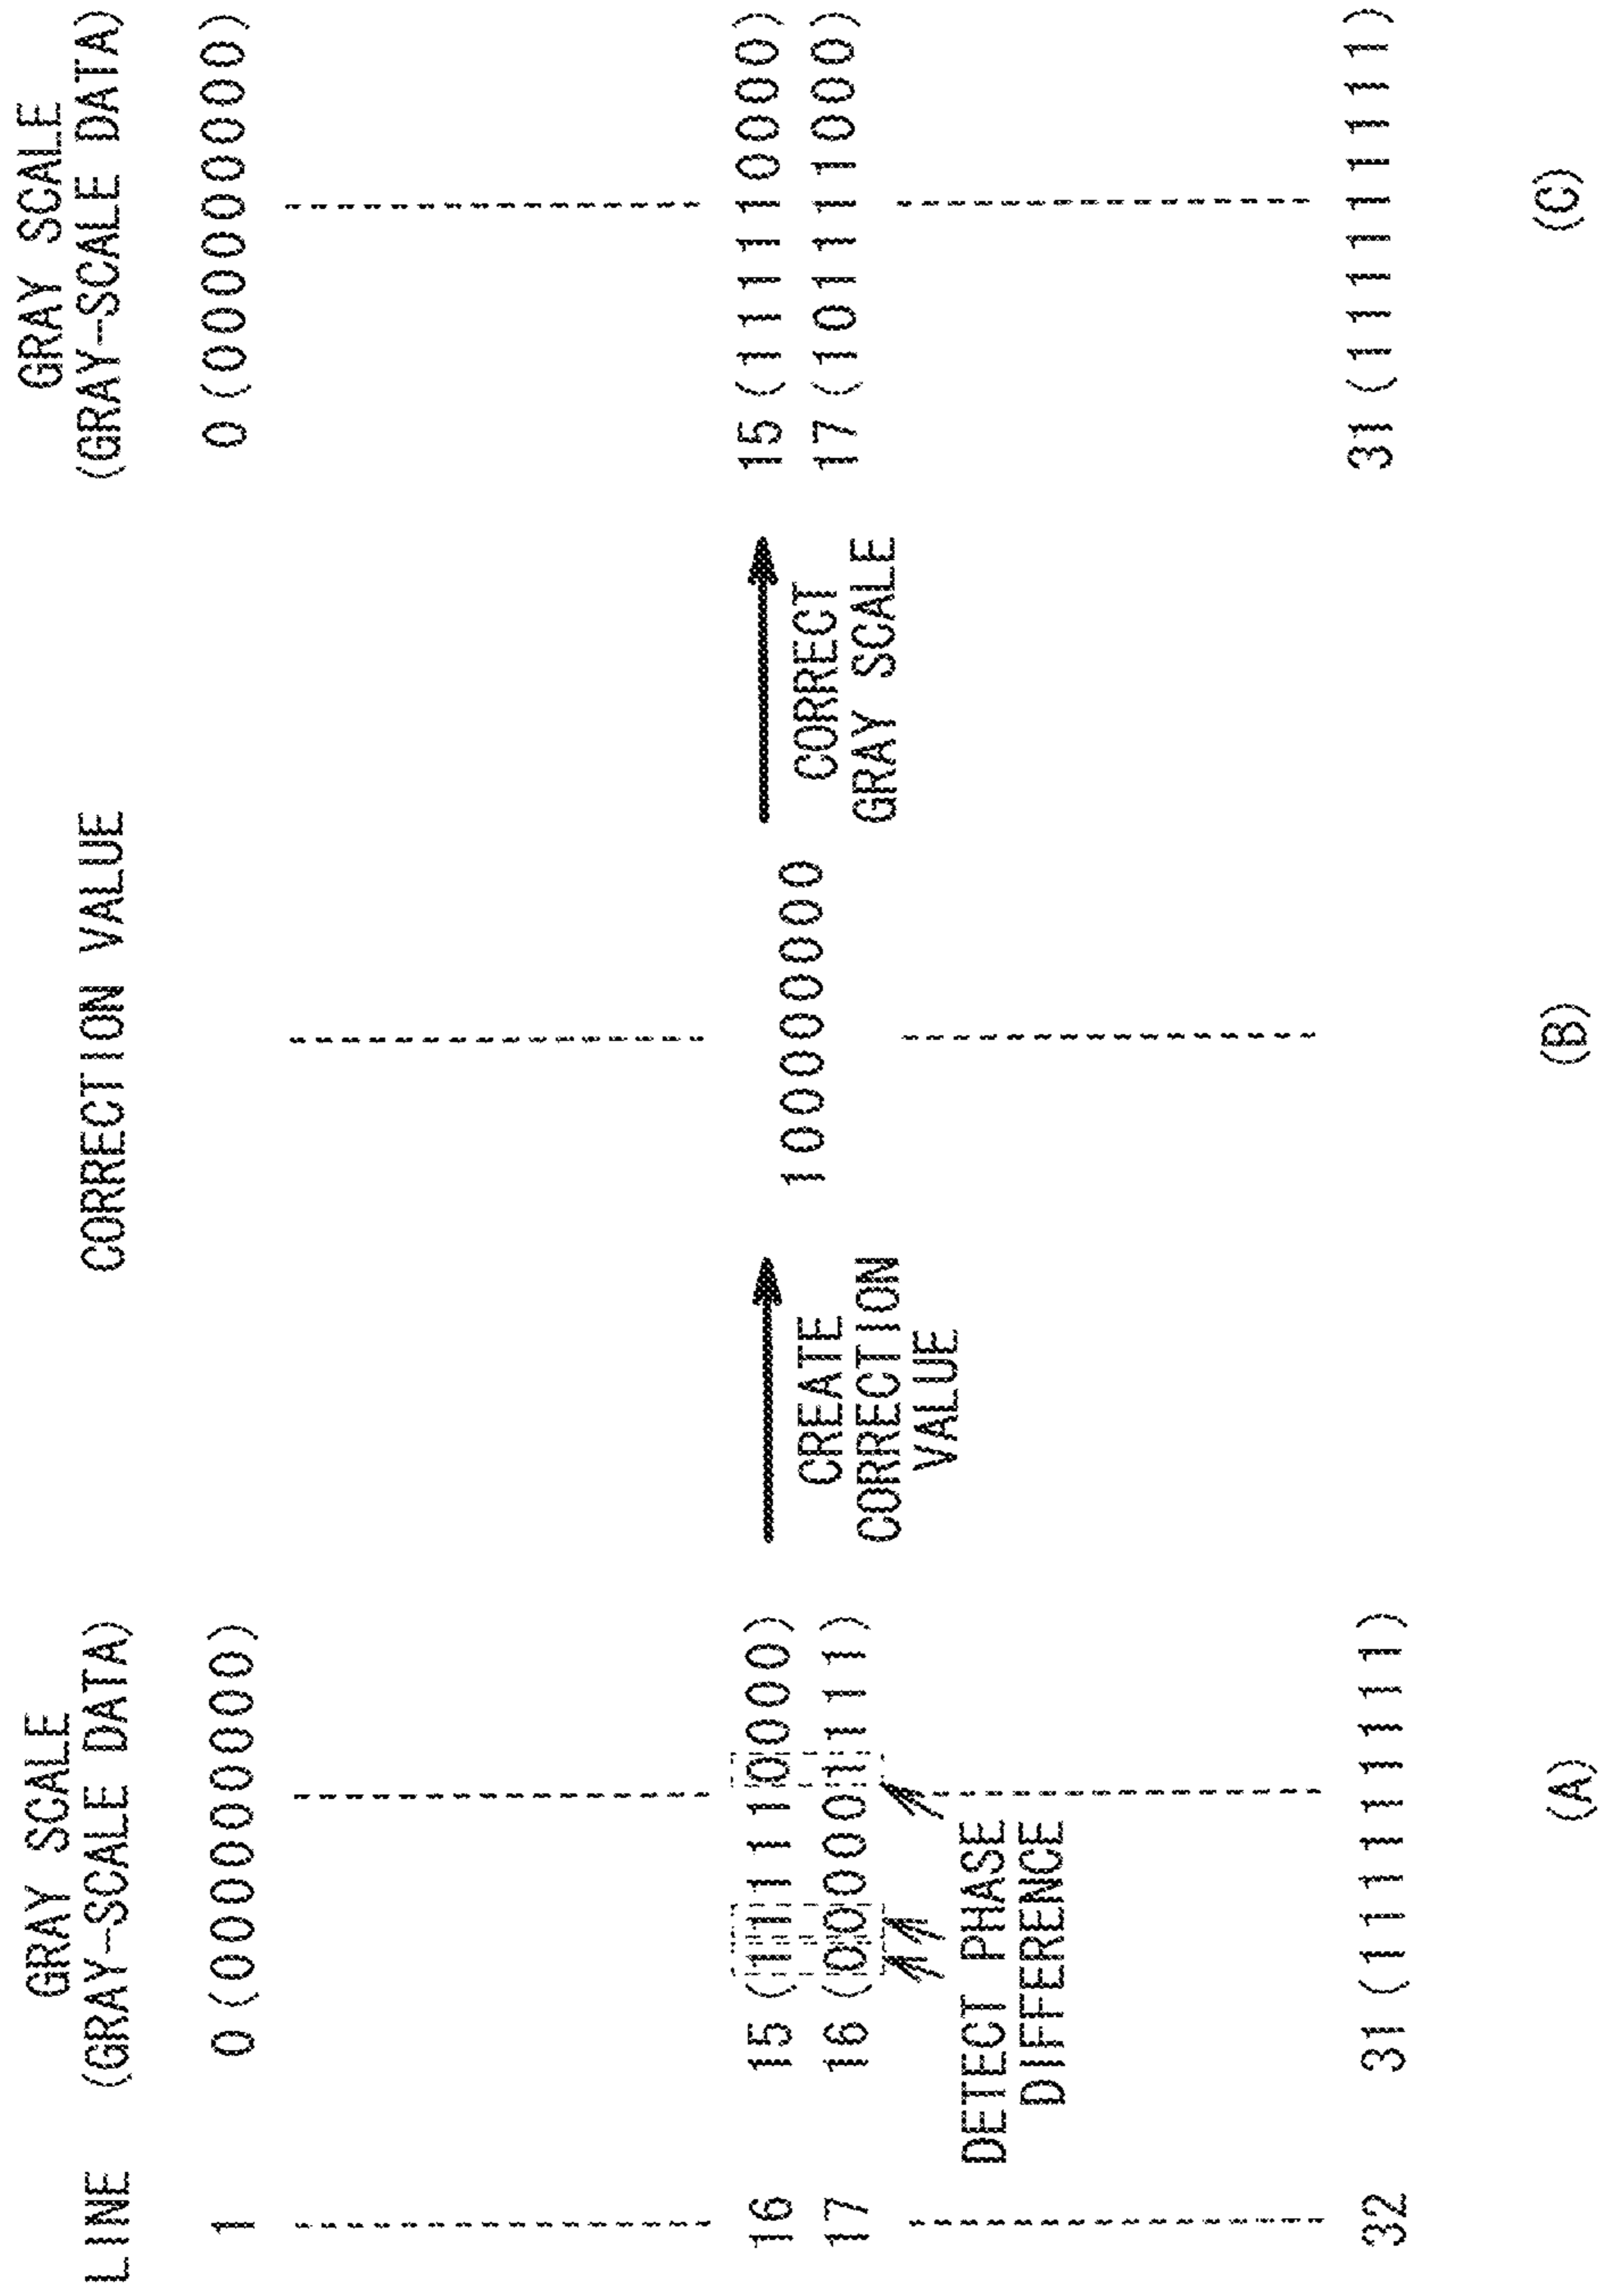 LINE
GRAY SCALE
(GRAY-SCALE DATA)
CORRECTION VALUE
GRAY SCALE
(GRAY-SCALE DATA)
1
0 (000000000)
0 (000000000)
16
15 (111110000)
15 (111110000)
17
16 (000001111)
100000000
17 (101111000)
CREATE
CORRECTION
VALUE
CORRECT
GRAY SCALE
DETECT PHASE
DIFFERENCE
32
31 (111111111)
31 (111111111)
(A)
(B)
(C)